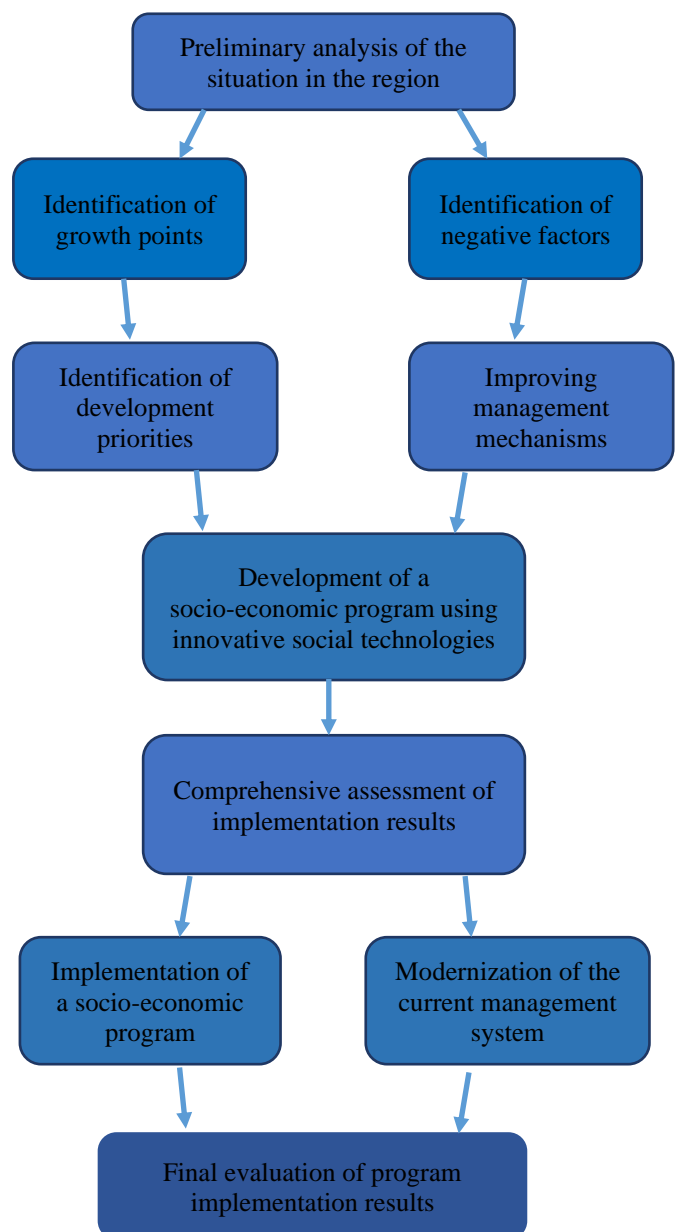 Preliminary analysis of the
situation in the region
Identification of
growth points
Identification of
negative factors
Identification of
development
priorities
Improving
management
mechanisms
Development of a
socio-economic program using
innovative social technologies
Comprehensive assessment of
implementation results
Implementation of
a socio-economic
program
Modernization of the
current management
system
Final evaluation of program
implementation results